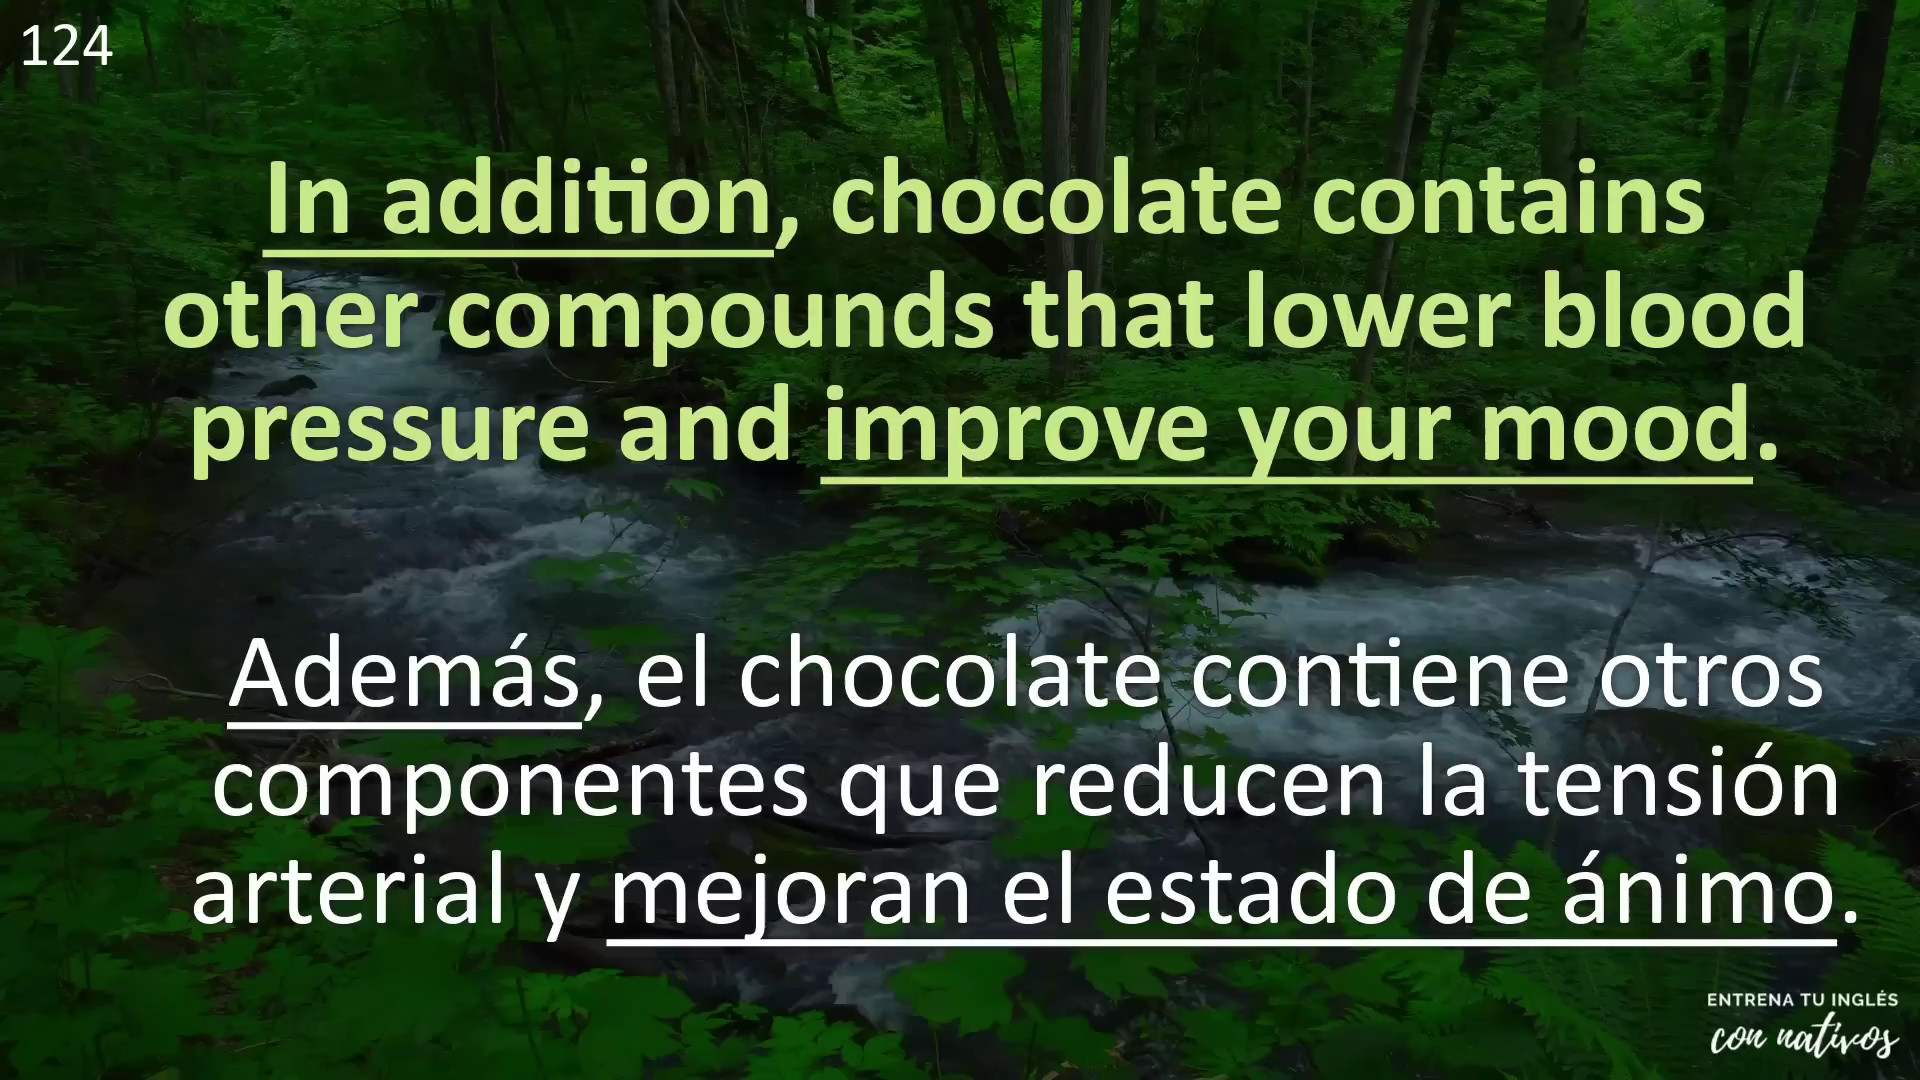 124
In addition, chocolate contains
other compounds that lower blood
pressure and improve your mood.
Además, el chocolate contiene otros
componentes que reducen la tensión
arterial y mejoran el estado de ánimo.
ENTRENA TU INGLÉS
con nativos